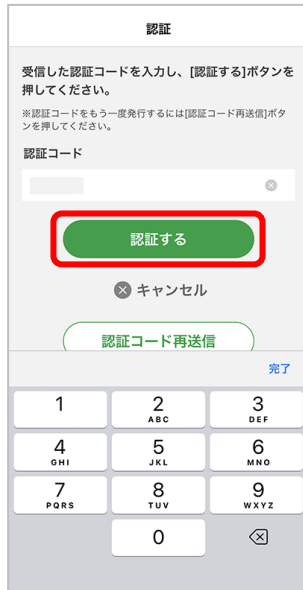 認証
受信した認証コードを入力し、[認証する]ボタンを
押してください。
※認証コードをもう一度発行するには[認証コード再送信]ボタ
ンを押してください。
認証コード
認証する
キャンセル
認証コード再送信
完了
1 2 3
ABC DEF
4 5 6
GHI JKL MNO
7 8 9
PQRS TUV WXYZ
0